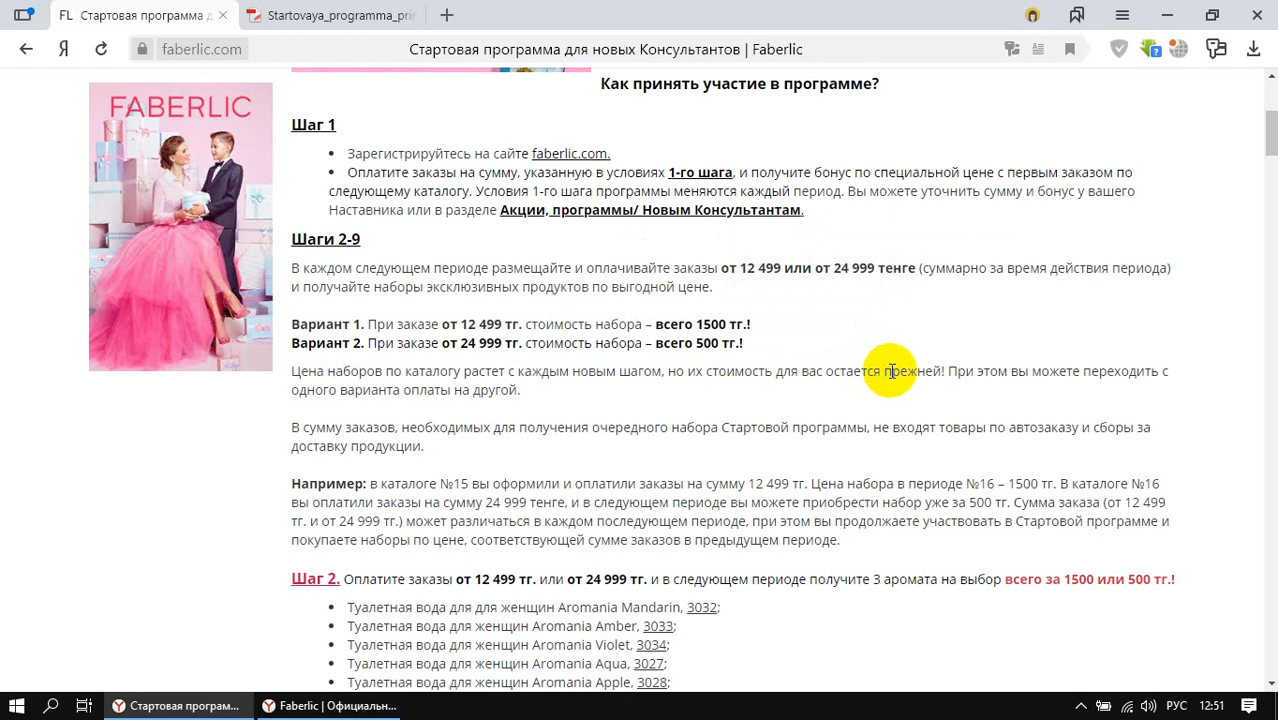 FL Стартовая программа д
Startovaya_programma_pri
Я
faberlic.com
Стартовая программа для новых Консультантов | Faberlic
FABERLIC
Как принять участие в программе?
Шаг 1
• Зарегистрируйтесь на сайте faberlic.com.
• Оплатите заказы на сумму, указанную в условиях 1-го шага, и получите бонус по специальной цене с первым заказом по
следующему каталогу. Условия 1-го шага программы меняются каждый период. Вы можете уточнить сумму и бонус у вашего
Наставника или в разделе Акции, программы/ Новым Консультантам.
Шаги 2-9
В каждом следующем периоде размещайте и оплачивайте заказы от 12 499 или от 24 999 тенге (суммарно за время действия периода)
и получайте наборы эксклюзивных продуктов по выгодной цене.
Вариант 1. При заказе от 12 499 тг. стоимость набора – всего 1500 тг.!
Вариант 2. При заказе от 24 999 тг. стоимость набора – всего 500 тг.!
Цена наборов по каталогу растет с каждым новым шагом, но их стоимость для вас остается прежней! При этом вы можете переходить с
одного варианта оплаты на другой.
В сумму заказов, необходимых для получения очередного набора Стартовой программы, не входят товары по автозаказу и сборы за
доставку продукции.
Например: в каталоге №15 вы оформили и оплатили заказы на сумму 12 499 тг. Цена набора в периоде №16 – 1500 тг. В каталоге №16
вы оплатили заказы на сумму 24 999 тенге, и в следующем периоде вы можете приобрести набор уже за 500 тг. Сумма заказа (от 12 499
тг. и от 24 999 тг.) может различаться в каждом последующем периоде, при этом вы продолжаете участвовать в Стартовой программе и
покупаете наборы по цене, соответствующей сумме заказов в предыдущем периоде.
Шаг 2. Оплатите заказы от 12 499 тг. или от 24 999 тг. и в следующем периоде получите 3 аромата на выбор всего за 1500 или 500 тг.!
• Туалетная вода для для женщин Aromania Mandarin, 3032;
• Туалетная вода для женщин Aromania Amber, 3033;
• Туалетная вода для женщин Aromania Violet, 3034;
• Туалетная вода для женщин Aromania Aqua, 3027;
• Туалетная вода для женщин Aromania Apple, 3028;
Стартовая програм...
Faberlic | Официальн...
РУС
12:51